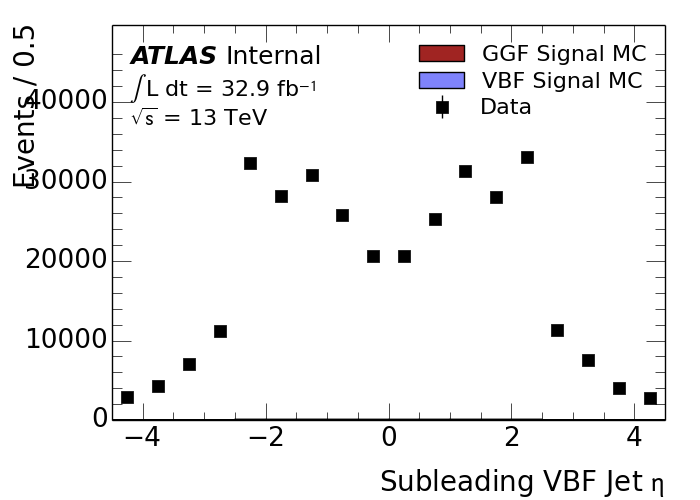 ATLAS Internal
∫L dt = 32.9 fb⁻¹
√s = 13 TeV
GGF Signal MC
VBF Signal MC
Data
Events / 0.5
40000
30000
20000
10000
0
−4 −2 0 2 4
Subleading VBF Jet η